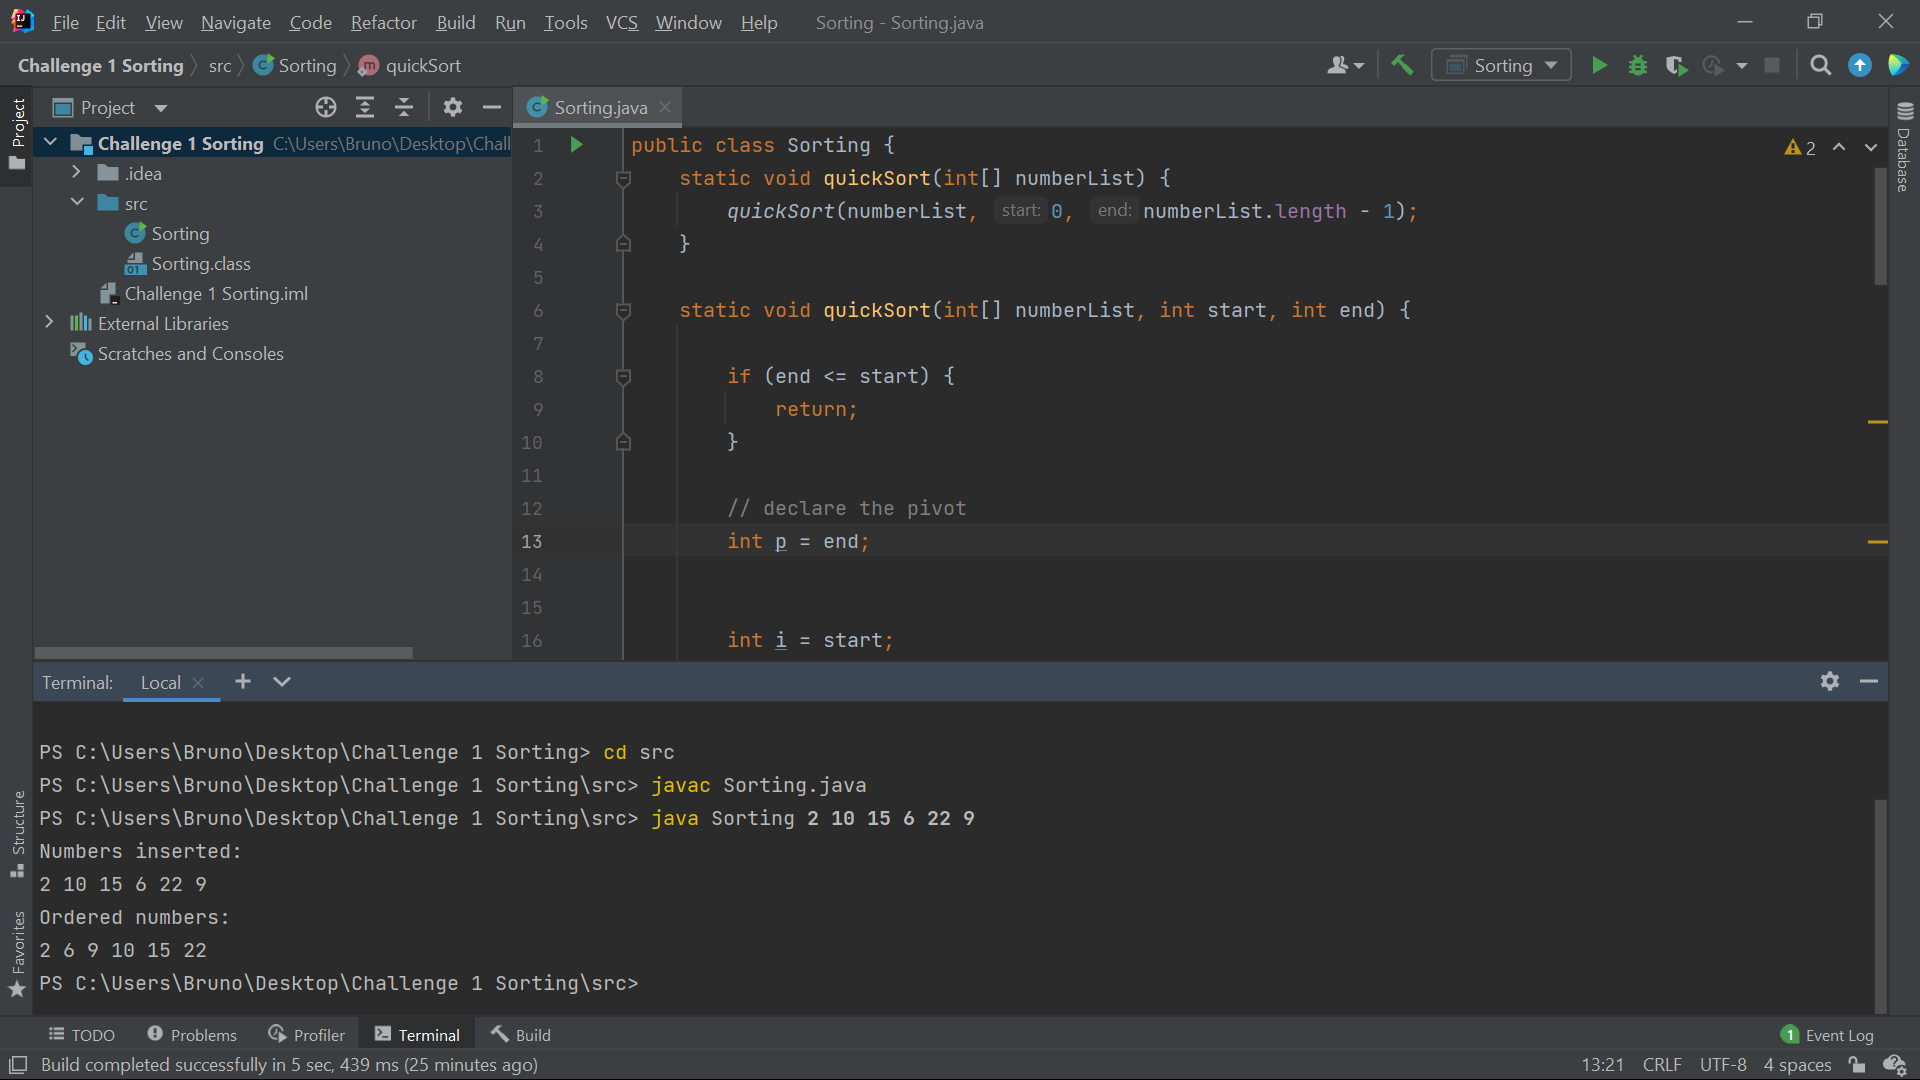 File Edit View Navigate Code Refactor Build Run Tools VCS Window Help Sorting - Sorting.java
Challenge 1 Sorting src Sorting quickSort
Sorting
Project
Project
Challenge 1 Sorting C:\Users\Bruno\Desktop\Chall
.idea
src
Sorting
Sorting.class
Challenge 1 Sorting.iml
External Libraries
Scratches and Consoles
Sorting.java
2
1 public class Sorting {
2 static void quickSort(int[] numberList) {
3 quickSort(numberList, start: 0, end: numberList.length - 1);
4 }
5
6 static void quickSort(int[] numberList, int start, int end) {
7
8 if (end <= start) {
9 return;
10 }
11
12 // declare the pivot
13 int p = end;
14
15
16 int i = start;
Database
Terminal: Local
PS C:\Users\Bruno\Desktop\Challenge 1 Sorting> cd src
PS C:\Users\Bruno\Desktop\Challenge 1 Sorting\src> javac Sorting.java
PS C:\Users\Bruno\Desktop\Challenge 1 Sorting\src> java Sorting 2 10 15 6 22 9
Numbers inserted:
2 10 15 6 22 9
Ordered numbers:
2 6 9 10 15 22
PS C:\Users\Bruno\Desktop\Challenge 1 Sorting\src>
Structure
Favorites
TODO Problems Profiler Terminal Build 1 Event Log
Build completed successfully in 5 sec, 439 ms (25 minutes ago) 13:21 CRLF UTF-8 4 spaces